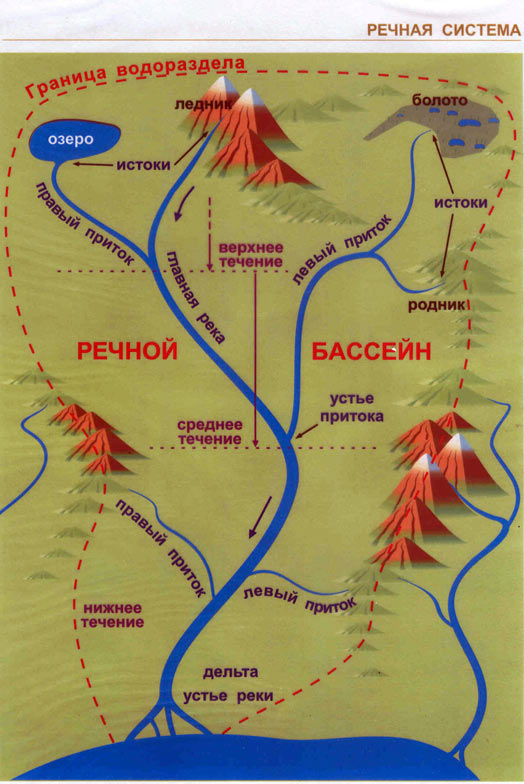 РЕЧНАЯ СИСТЕМА
Граница водораздела
ледник
болото
озеро
истоки
правый приток
истоки
левый приток
верхнее
течение
главная река
родник
РЕЧНОЙ БАССЕЙН
устье
притока
среднее
течение
правый приток
левый приток
нижнее
течение
дельта
устье реки